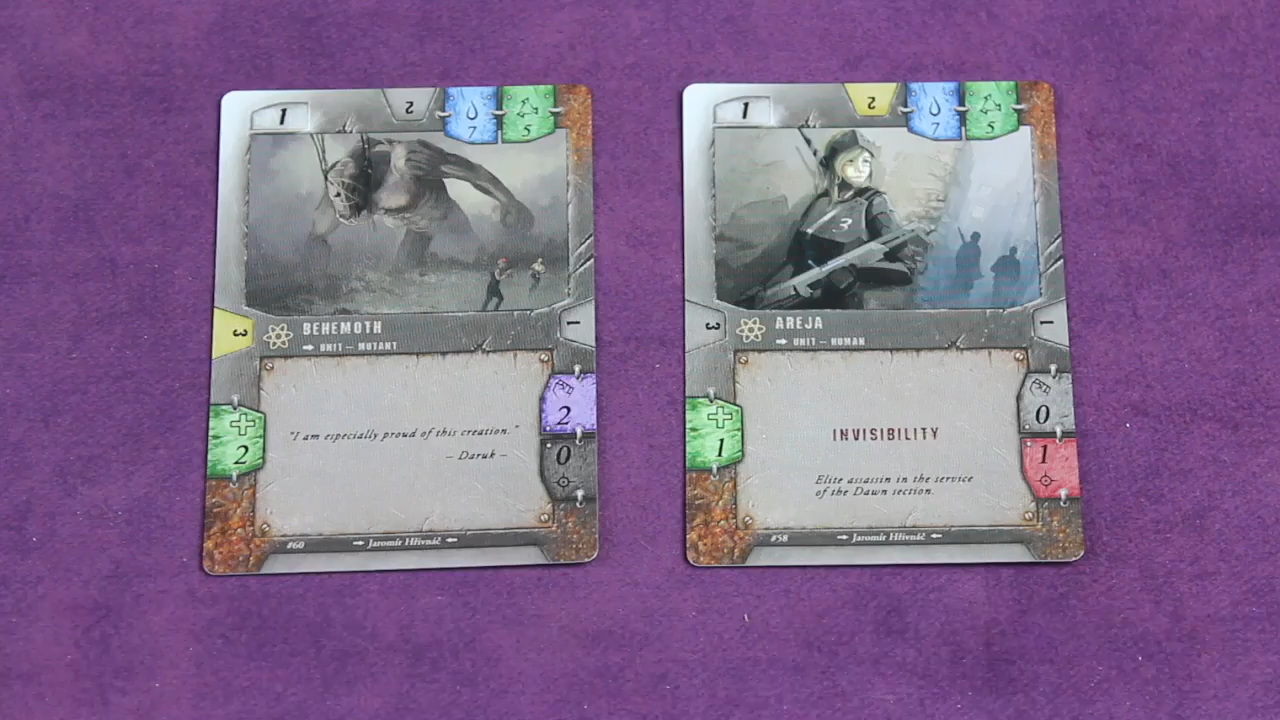 1
2
7
5
3
BEHEMOTH
➡ UNIT – MUTANT
1
2
2
0
"I am especially proud of this creation."
– Daruk –
#60
➡ Jaromír Hřivnáč ⬅
1
2
7
5
3
3
AREJA
➡ UNIT – HUMAN
1
1
0
1
INVISIBILITY
Elite assassin in the service
of the Dawn section.
#58
➡ Jaromír Hřivnáč ⬅